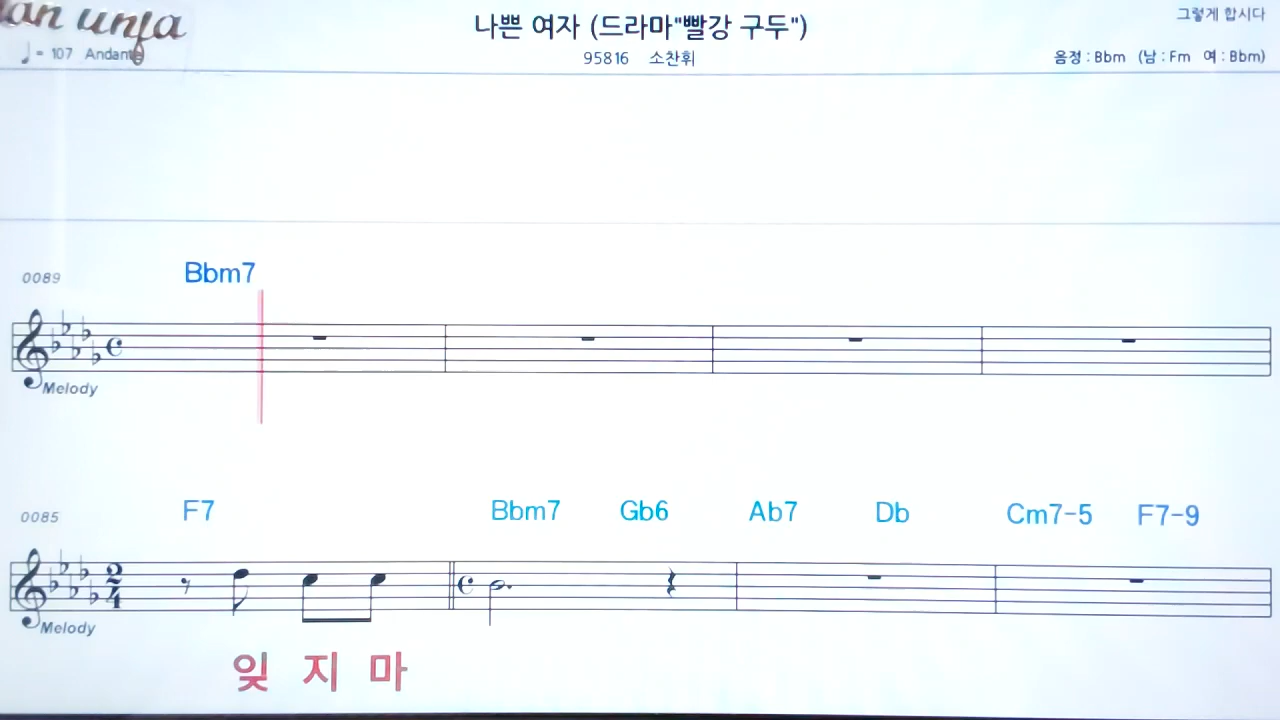 나쁜 여자 (드라마"빨강 구두")
그렇게 합시다
♩= 107 Andante
95816 소찬휘
음정 : Bbm (남 : Fm 여 : Bbm)
0089
Bbm7
Melody
0085
F7 Bbm7 Gb6 Ab7 Db Cm7-5 F7-9
2
4
Melody
잊 지 마